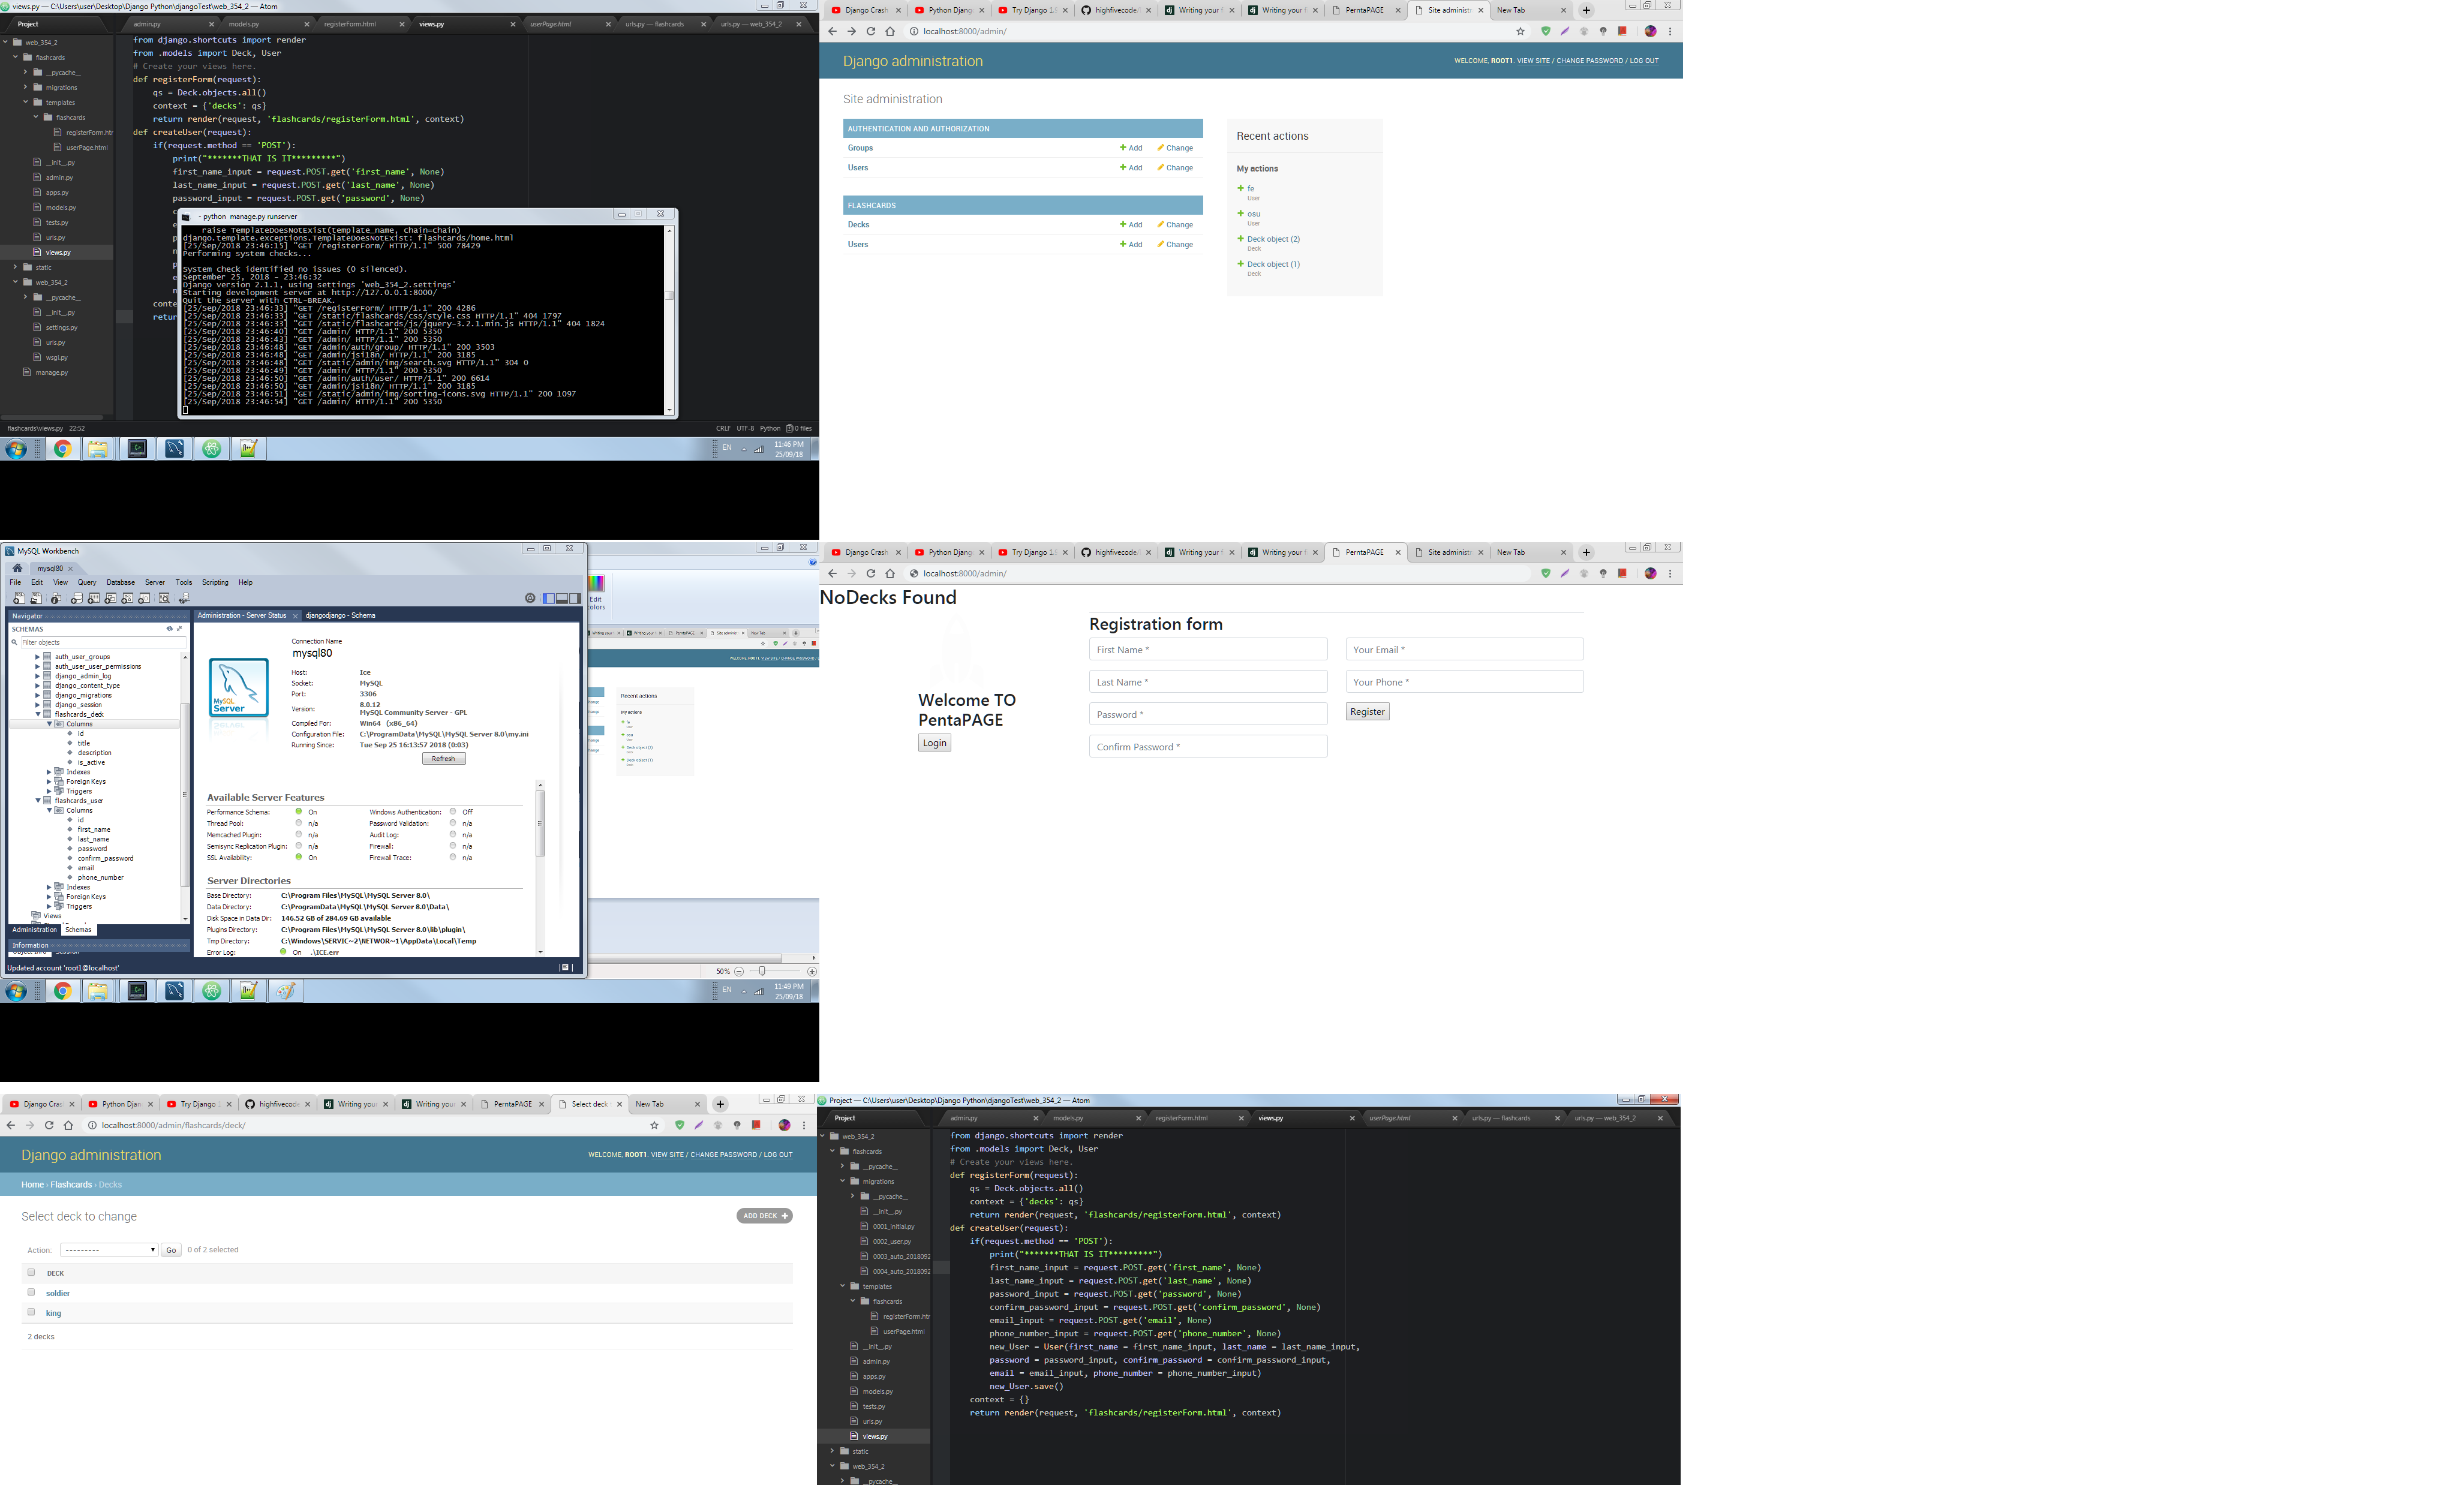 views.py — C:\Users\user\Desktop\Django Python\djangoTest\web_354_2 — Atom
Project
admin.py
models.py
registerForm.html
views.py
userPage.html
urls.py — flashcards
urls.py — web_354_2
web_354_2
flashcards
__pycache__
migrations
templates
flashcards
registerForm.htr
userPage.html
__init__.py
admin.py
apps.py
models.py
tests.py
urls.py
views.py
static
web_354_2
__pycache__
__init__.py
settings.py
urls.py
wsgi.py
manage.py
from django.shortcuts import render
from .models import Deck, User
# Create your views here.
def registerForm(request):
qs = Deck.objects.all()
context = {'decks': qs}
return render(request, 'flashcards/registerForm.html', context)
def createUser(request):
if(request.method == 'POST'):
print("*******THAT IS IT*********")
first_name_input = request.POST.get('first_name', None)
last_name_input = request.POST.get('last_name', None)
password_input = request.POST.get('password', None)
conte
retur
- python manage.py runserver
raise TemplateDoesNotExist(template_name, chain=chain)
django.template.exceptions.TemplateDoesNotExist: flashcards/home.html
[25/Sep/2018 23:46:15] "GET /registerForm/ HTTP/1.1" 500 78429
Performing system checks...
System check identified no issues (0 silenced).
September 25, 2018 - 23:46:32
Django version 2.1.1, using settings 'web_354_2.settings'
Starting development server at http://127.0.0.1:8000/
Quit the server with CTRL-BREAK.
[25/Sep/2018 23:46:33] "GET /registerForm/ HTTP/1.1" 200 4286
[25/Sep/2018 23:46:33] "GET /static/flashcards/css/style.css HTTP/1.1" 404 1797
[25/Sep/2018 23:46:33] "GET /static/flashcards/js/jquery-3.2.1.min.js HTTP/1.1" 404 1824
[25/Sep/2018 23:46:40] "GET /admin/ HTTP/1.1" 200 5350
[25/Sep/2018 23:46:43] "GET /admin/ HTTP/1.1" 200 5350
[25/Sep/2018 23:46:48] "GET /admin/auth/group/ HTTP/1.1" 200 3503
[25/Sep/2018 23:46:48] "GET /admin/jsi18n/ HTTP/1.1" 200 3185
[25/Sep/2018 23:46:48] "GET /static/admin/img/search.svg HTTP/1.1" 304 0
[25/Sep/2018 23:46:49] "GET /admin/ HTTP/1.1" 200 5350
[25/Sep/2018 23:46:50] "GET /admin/auth/user/ HTTP/1.1" 200 6614
[25/Sep/2018 23:46:50] "GET /admin/jsi18n/ HTTP/1.1" 200 3185
[25/Sep/2018 23:46:51] "GET /static/admin/img/sorting-icons.svg HTTP/1.1" 200 1097
[25/Sep/2018 23:46:54] "GET /admin/ HTTP/1.1" 200 5350
flashcards\views.py 22:52
CRLF UTF-8 Python 0 files
EN
11:46 PM
25/09/18
Django Crash
Python Djang
Try Django 1.9
highfivecode/
Writing your f
Writing your f
PerntaPAGE
Site administr
New Tab
localhost:8000/admin/
Django administration
WELCOME, ROOT1. VIEW SITE / CHANGE PASSWORD / LOG OUT
Site administration
AUTHENTICATION AND AUTHORIZATION
Groups Add Change
Users Add Change
FLASHCARDS
Decks Add Change
Users Add Change
Recent actions
My actions
fe
User
osu
User
Deck object (2)
Deck
Deck object (1)
Deck
MySQL Workbench
mysql80
File Edit View Query Database Server Tools Scripting Help
Navigator
SCHEMAS
Filter objects
auth_user_groups
auth_user_user_permissions
django_admin_log
django_content_type
django_migrations
django_session
flashcards_deck
Columns
id
title
description
is_active
Indexes
Foreign Keys
Triggers
flashcards_user
Columns
id
first_name
last_name
password
confirm_password
email
phone_number
Indexes
Foreign Keys
Triggers
Views
Administration Schemas
Information
Updated account 'root1@localhost'
Administration - Server Status
djangodjango - Schema
Connection Name
mysql80
Host: Ice
Socket: MySQL
Port: 3306
Version: 8.0.12
MySQL Community Server - GPL
Compiled For: Win64 (x86_64)
Configuration File: C:\ProgramData\MySQL\MySQL Server 8.0\my.ini
Running Since: Tue Sep 25 16:13:57 2018 (0:03)
Refresh
MySQL Server
Available Server Features
Performance Schema: On Windows Authentication: Off
Thread Pool: n/a Password Validation: n/a
Memcached Plugin: n/a Audit Log: n/a
Semisync Replication Plugin: n/a Firewall: n/a
SSL Availability: On Firewall Trace: n/a
Server Directories
Base Directory: C:\Program Files\MySQL\MySQL Server 8.0\
Data Directory: C:\ProgramData\MySQL\MySQL Server 8.0\Data\
Disk Space in Data Dir: 146.52 GB of 284.69 GB available
Plugins Directory: C:\Program Files\MySQL\MySQL Server 8.0\lib\plugin\
Tmp Directory: C:\Windows\SERVIC~2\NETWOR~1\AppData\Local\Temp
Error Log: On .\ICE.err
Edit
colors
Recent actions
My actions
50%
EN
11:49 PM
25/09/18
Django Crash
Python Djang
Try Django 1.9
highfivecode/
Writing your f
Writing your f
PerntaPAGE
Site administr
New Tab
localhost:8000/admin/
NoDecks Found
Welcome TO
PentaPAGE
Login
Registration form
First Name *
Your Email *
Last Name *
Your Phone *
Password *
Register
Confirm Password *
Django Cras
Python Djan
Try Django
highfivecod
Writing your
Writing your
PerntaPAGE
Select deck
New Tab
localhost:8000/admin/flashcards/deck/
Django administration
WELCOME, ROOT1. VIEW SITE / CHANGE PASSWORD / LOG OUT
Home › Flashcards › Decks
Select deck to change
ADD DECK
Action: --------- Go 0 of 2 selected
DECK
soldier
king
2 decks
Project — C:\Users\user\Desktop\Django Python\djangoTest\web_354_2 — Atom
Project
admin.py
models.py
registerForm.html
views.py
userPage.html
urls.py — flashcards
urls.py — web_354_2
web_354_2
flashcards
__pycache__
migrations
__pycache__
__init__.py
0001_initial.py
0002_user.py
0003_auto_2018092
0004_auto_2018092
templates
flashcards
registerForm.htr
userPage.html
__init__.py
admin.py
apps.py
models.py
tests.py
urls.py
views.py
static
web_354_2
__pycache__
from django.shortcuts import render
from .models import Deck, User
# Create your views here.
def registerForm(request):
qs = Deck.objects.all()
context = {'decks': qs}
return render(request, 'flashcards/registerForm.html', context)
def createUser(request):
if(request.method == 'POST'):
print("*******THAT IS IT*********")
first_name_input = request.POST.get('first_name', None)
last_name_input = request.POST.get('last_name', None)
password_input = request.POST.get('password', None)
confirm_password_input = request.POST.get('confirm_password', None)
email_input = request.POST.get('email', None)
phone_number_input = request.POST.get('phone_number', None)
new_User = User(first_name = first_name_input, last_name = last_name_input,
password = password_input, confirm_password = confirm_password_input,
email = email_input, phone_number = phone_number_input)
new_User.save()
context = {}
return render(request, 'flashcards/registerForm.html', context)